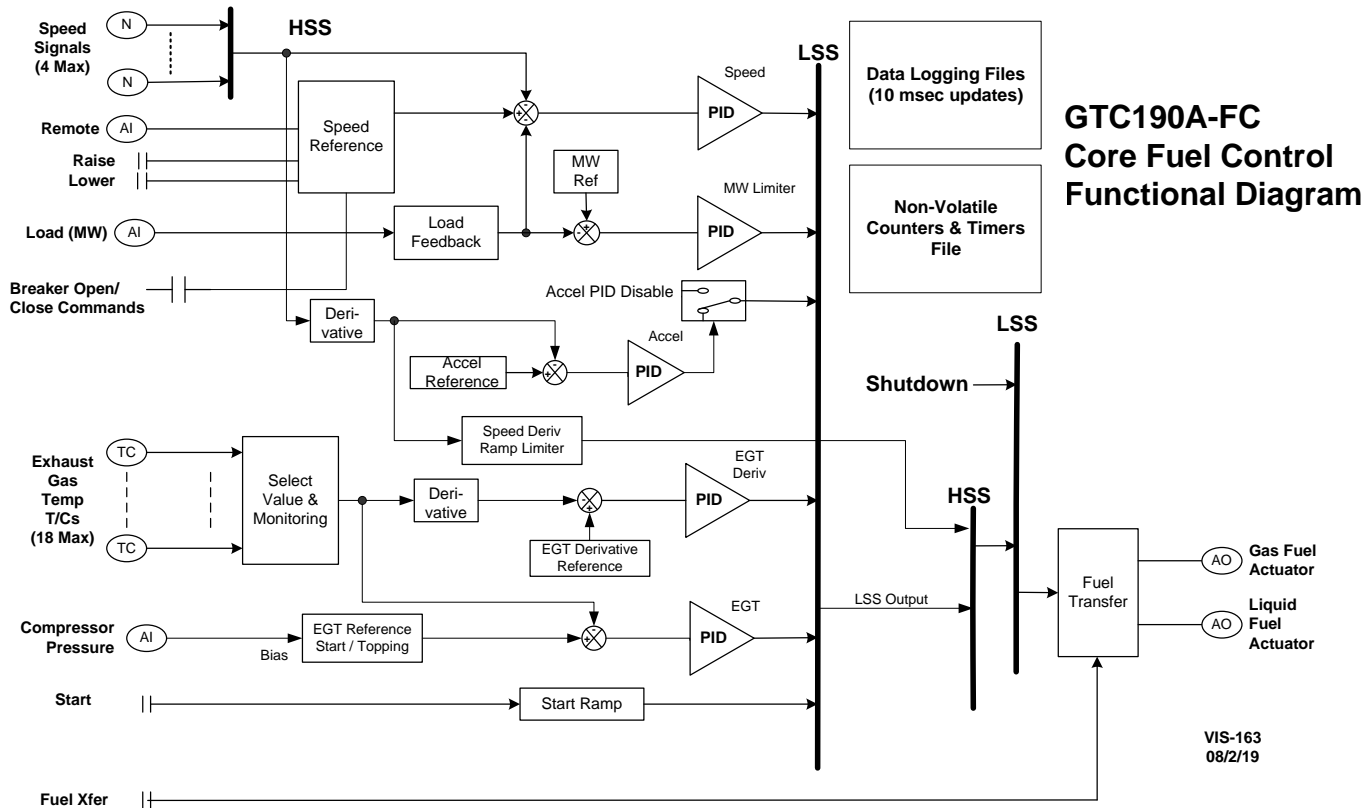 Speed
Signals
(4 Max)
N
N
HSS
Remote
AI
Raise
Lower
Speed
Reference
Load (MW)
AI
Load
Feedback
MW
Ref
Breaker Open/
Close Commands
Speed
PID
MW Limiter
PID
LSS
Data Logging Files
(10 msec updates)
Non-Volatile
Counters & Timers
File
GTC190A-FC
Core Fuel Control
Functional Diagram
Accel PID Disable
Deri-
vative
Accel
Reference
Accel
PID
Speed Deriv
Ramp Limiter
LSS
Shutdown
Exhaust
Gas
Temp
T/Cs
(18 Max)
TC
TC
Select
Value &
Monitoring
Deri-
vative
EGT Derivative
Reference
EGT
Deriv
PID
HSS
Compressor
Pressure
AI
Bias
EGT Reference
Start / Topping
EGT
PID
LSS Output
Fuel
Transfer
AO
Gas Fuel
Actuator
AO
Liquid
Fuel
Actuator
Start
Start Ramp
Fuel Xfer
VIS-163
08/2/19